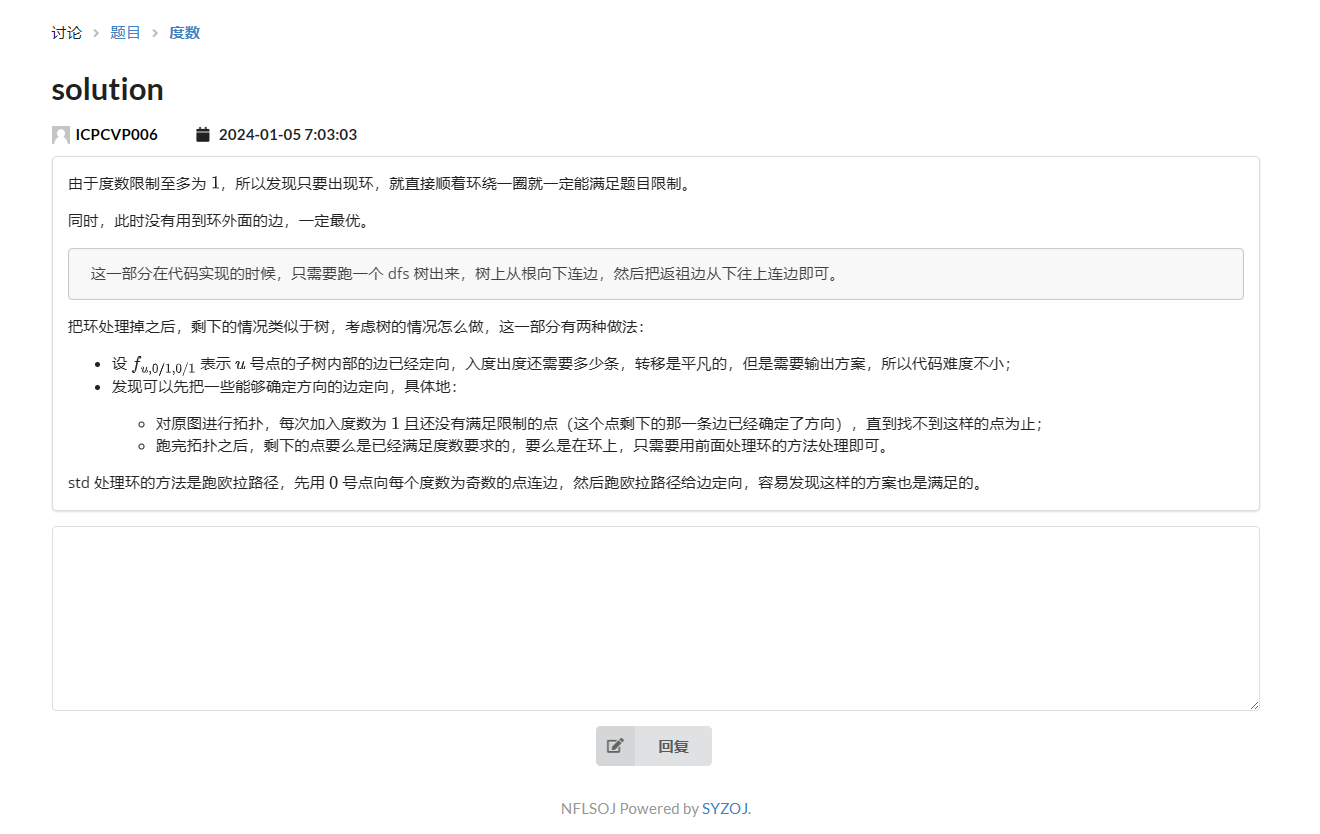 讨论 > 题目 > 度数
solution
ICPCVP006 2024-01-05 7:03:03
由于度数限制至多为 1，所以发现只要出现环，就直接顺着环绕一圈就一定能满足题目限制。
同时，此时没有用到环外面的边，一定最优。
这一部分在代码实现的时候，只需要跑一个 dfs 树出来，树上从根向下连边，然后把返祖边从下往上连边即可。
把环处理掉之后，剩下的情况类似于树，考虑树的情况怎么做，这一部分有两种做法：
• 设 f_{u,0/1,0/1} 表示 u 号点的子树内部的边已经定向，入度出度还需要多少条，转移是平凡的，但是需要输出方案，所以代码难度不小；
• 发现可以先把一些能够确定方向的边定向，具体地：
◦ 对原图进行拓扑，每次加入度数为 1 且还没有满足限制的点（这个点剩下的那一条边已经确定了方向），直到找不到这样的点为止；
◦ 跑完拓扑之后，剩下的点要么是已经满足度数要求的，要么是在环上，只需要用前面处理环的方法处理即可。
std 处理环的方法是跑欧拉路径，先用 0 号点向每个度数为奇数的点连边，然后跑欧拉路径给边定向，容易发现这样的方案也是满足的。
回复
NFLSOJ Powered by SYZOJ.